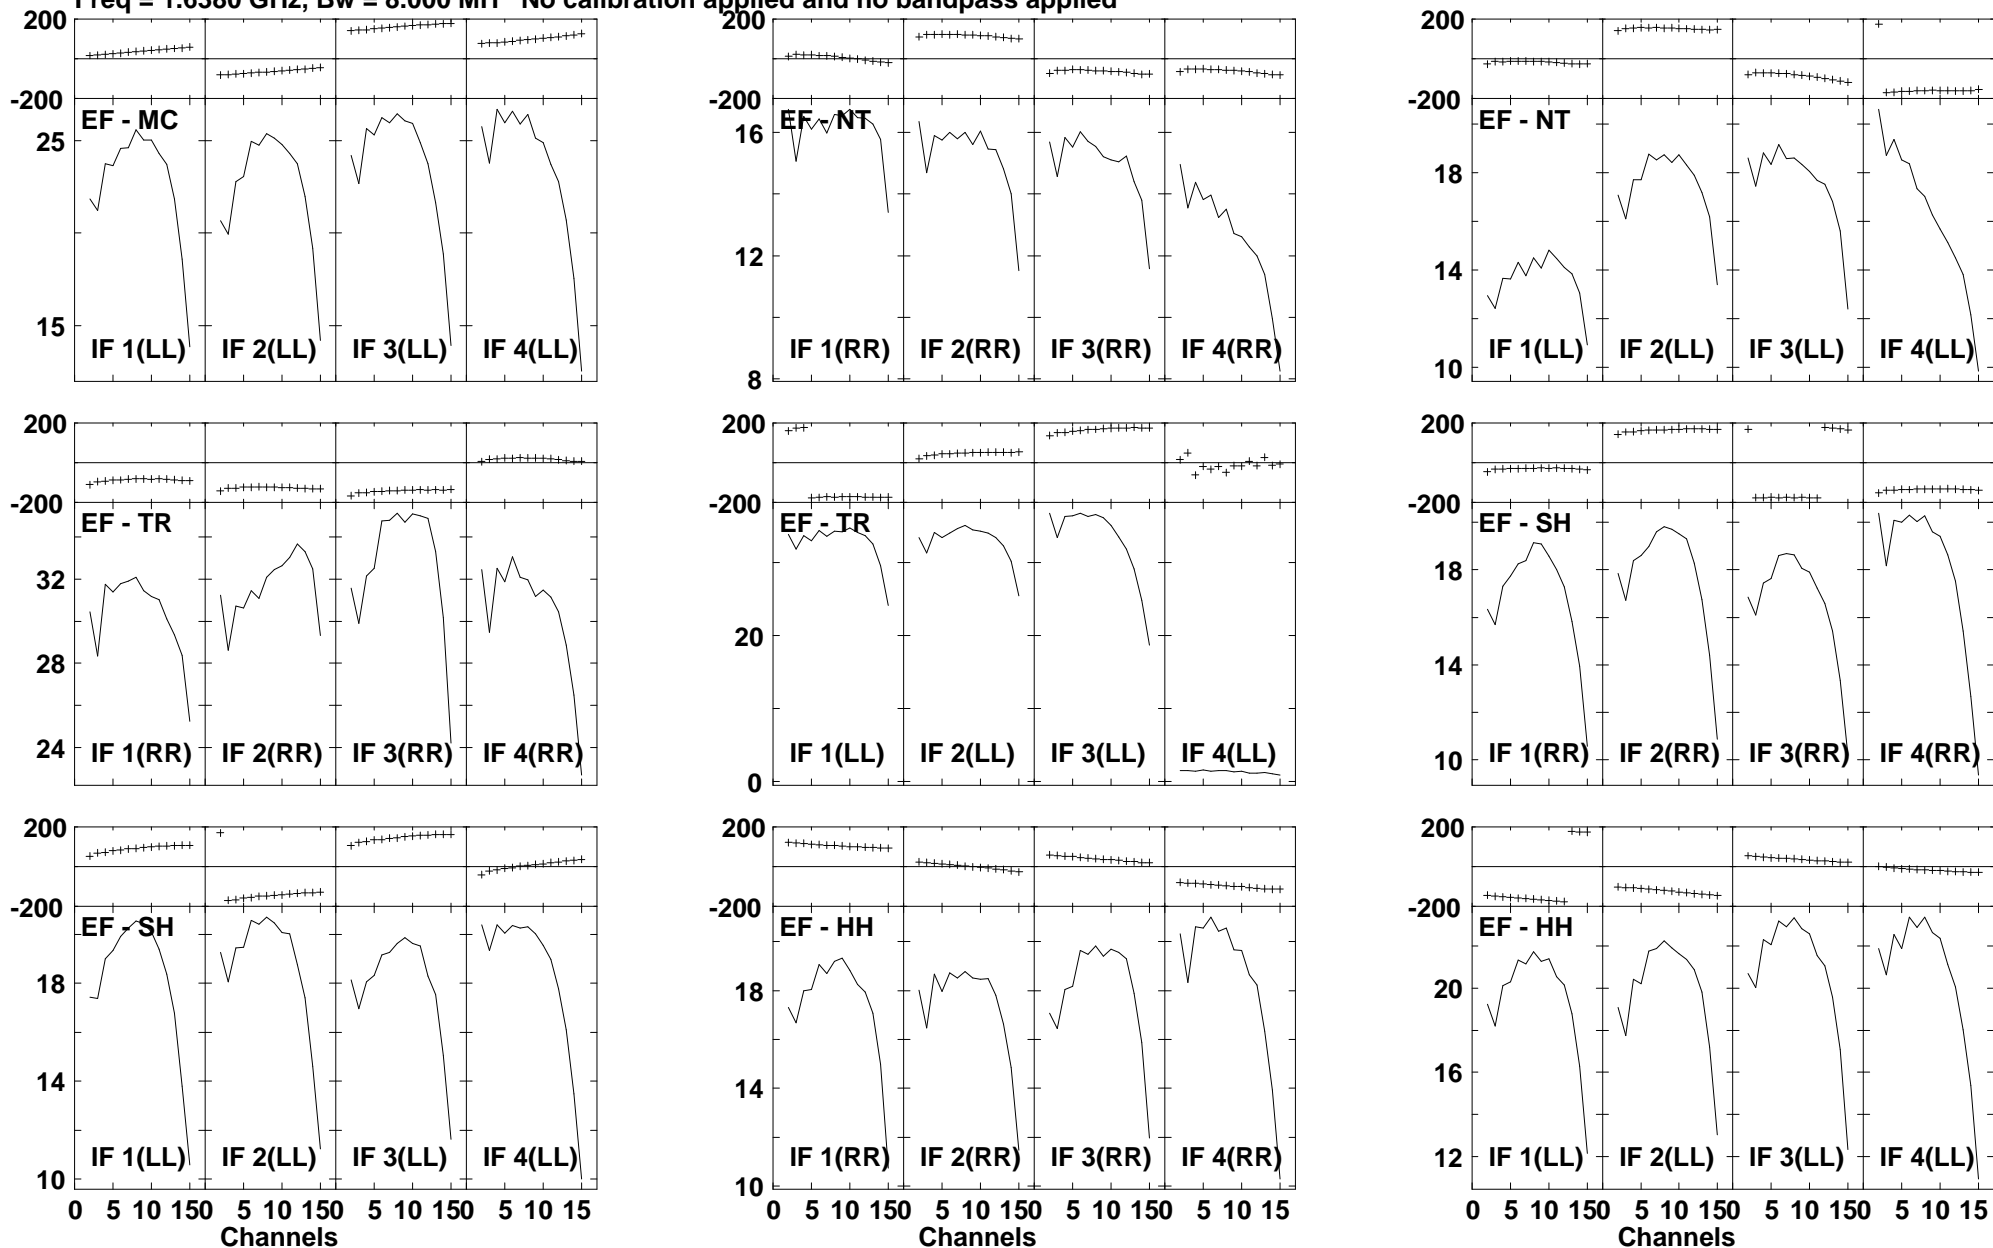 Freq = 1.6380 GHz, Bw = 8.000 MH No calibration applied and no bandpass applied
200 200 200
-200 -200 -200
EF - MC EF - NT EF - NT
25 16 18
12 14
15
IF 1(LL) IF 2(LL) IF 3(LL) IF 4(LL) IF 1(RR) IF 2(RR) IF 3(RR) IF 4(RR) IF 1(LL) IF 2(LL) IF 3(LL) IF 4(LL)
8 10
200 200 200
-200 -200 -200
EF - TR EF - TR EF - SH
32 18
28 20 14
24 IF 1(RR) IF 2(RR) IF 3(RR) IF 4(RR) IF 1(LL) IF 2(LL) IF 3(LL) IF 4(LL) IF 1(RR) IF 2(RR) IF 3(RR) IF 4(RR)
0 10
200 200 200
-200 -200 -200
EF - SH EF - HH EF - HH
18 18 20
14 14 16
IF 1(LL) IF 2(LL) IF 3(LL) IF 4(LL) IF 1(RR) IF 2(RR) IF 3(RR) IF 4(RR) 12 IF 1(LL) IF 2(LL) IF 3(LL) IF 4(LL)
10 10
0 5 10 150 5 10 150 5 10 150 5 10 15 0 5 10 150 5 10 150 5 10 150 5 10 15 0 5 10 150 5 10 150 5 10 150 5 10 15
Channels Channels Channels